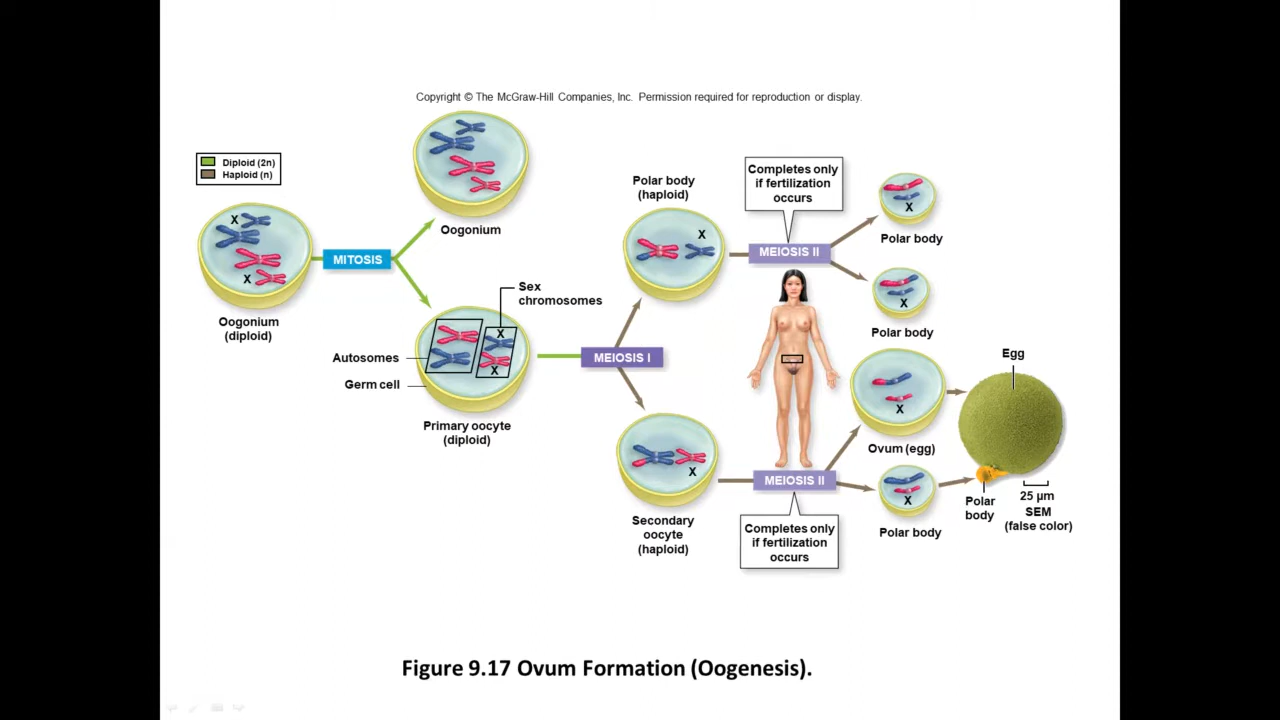 Copyright © The McGraw-Hill Companies, Inc. Permission required for reproduction or display.
Diploid (2n)
Haploid (n)
X
X
Oogonium
(diploid)
MITOSIS
Oogonium
Sex
chromosomes
X
X
Autosomes
Germ cell
Primary oocyte
(diploid)
MEIOSIS I
Polar body
(haploid)
X
X
Secondary
oocyte
(haploid)
Completes only
if fertilization
occurs
MEIOSIS II
MEIOSIS II
Completes only
if fertilization
occurs
X
Polar body
X
Polar body
X
Ovum (egg)
X
Polar body
Egg
Polar
body
25 µm
SEM
(false color)
Figure 9.17 Ovum Formation (Oogenesis).